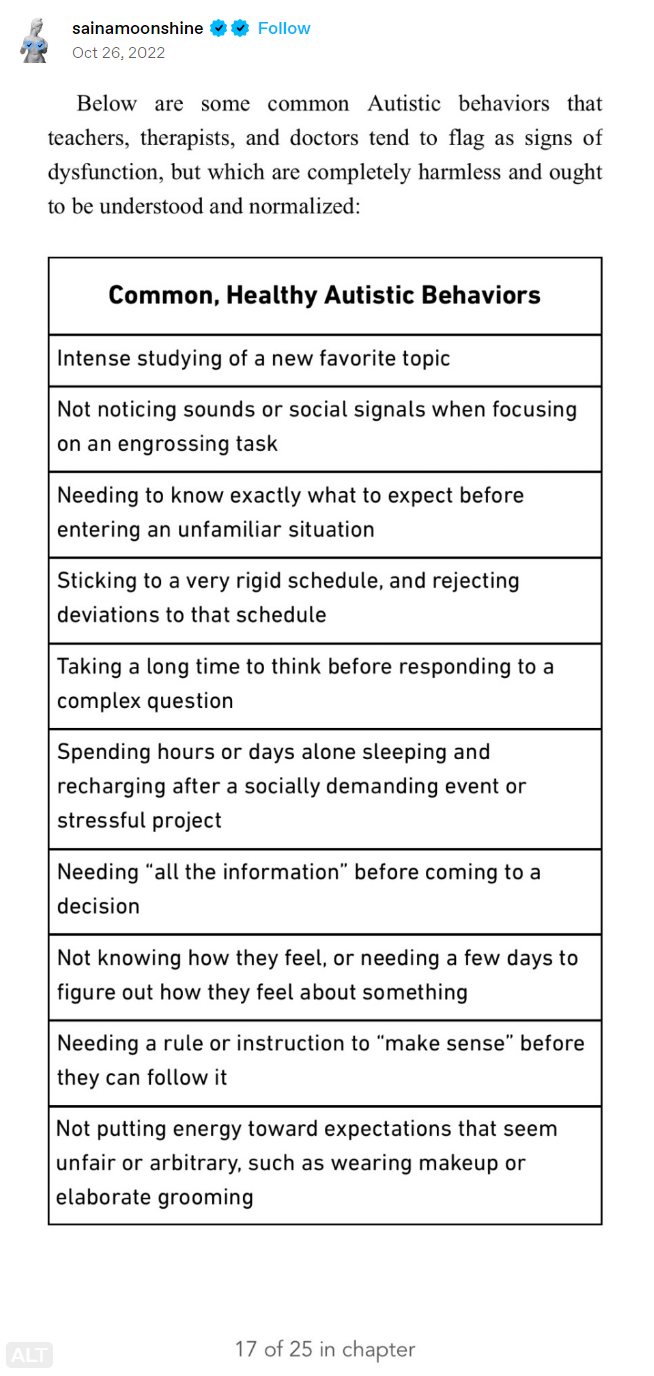 sainamoonshine Follow
Oct 26, 2022
Below are some common Autistic behaviors that
teachers, therapists, and doctors tend to flag as signs of
dysfunction, but which are completely harmless and ought
to be understood and normalized:
Common, Healthy Autistic Behaviors
Intense studying of a new favorite topic
Not noticing sounds or social signals when focusing
on an engrossing task
Needing to know exactly what to expect before
entering an unfamiliar situation
Sticking to a very rigid schedule, and rejecting
deviations to that schedule
Taking a long time to think before responding to a
complex question
Spending hours or days alone sleeping and
recharging after a socially demanding event or
stressful project
Needing “all the information” before coming to a
decision
Not knowing how they feel, or needing a few days to
figure out how they feel about something
Needing a rule or instruction to “make sense” before
they can follow it
Not putting energy toward expectations that seem
unfair or arbitrary, such as wearing makeup or
elaborate grooming
17 of 25 in chapter
ALT